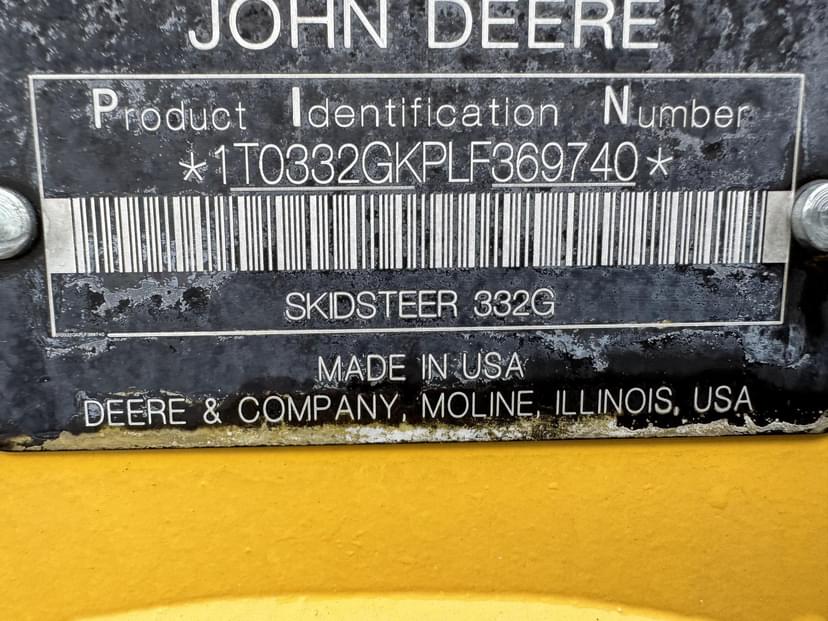 JOHN DEERE
Product Identification Number
*1T0332GKPLF369740*
SKIDSTEER 332G
MADE IN USA
DEERE & COMPANY, MOLINE, ILLINOIS, USA